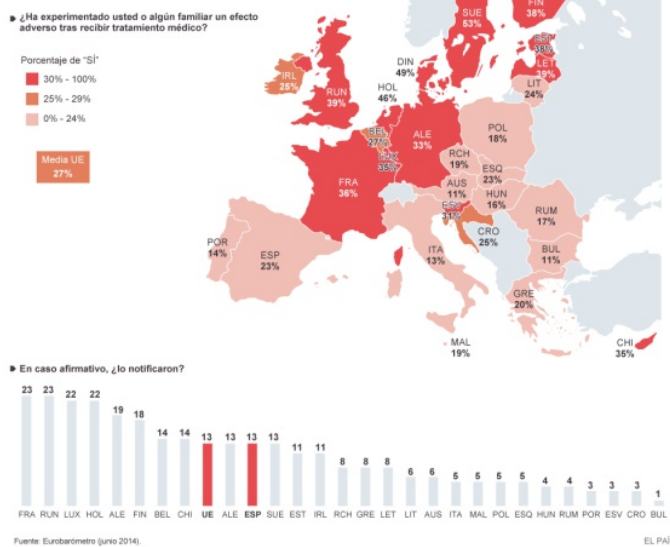 ¿Ha experimentado usted o algún familiar un efecto
adverso tras recibir tratamiento médico?
Porcentaje de "SÍ"
30% - 100%
25% - 29%
0% - 24%
Media UE
27%
SUE
53%
FIN
38%
EST
38%
LET
39%
LIT
24%
DIN
49%
IRL
25%
RUN
39%
HOL
46%
BEL
27%
LUX
35%
ALE
33%
POL
18%
RCH
19%
ESQ
23%
AUS
11%
HUN
16%
FRA
36%
ESV
31%
RUM
17%
CRO
25%
BUL
11%
POR
14%
ESP
23%
ITA
13%
GRE
20%
MAL
19%
CHI
35%
En caso afirmativo, ¿lo notificaron?
23 23 22 22 19 18 14 14 13 13 13 13 11 11 8 8 8 6 6 5 5 5 5 4 4 3 3 3 1
FRA RUN LUX HOL ALE FIN BEL CHI UE ALE ESP SUE EST IRL RCH GRE LET LIT AUS ITA MAL POL ESQ HUN RUM POR ESV CRO BUL
Fuente: Eurobarómetro (junio 2014).
EL PAÍ